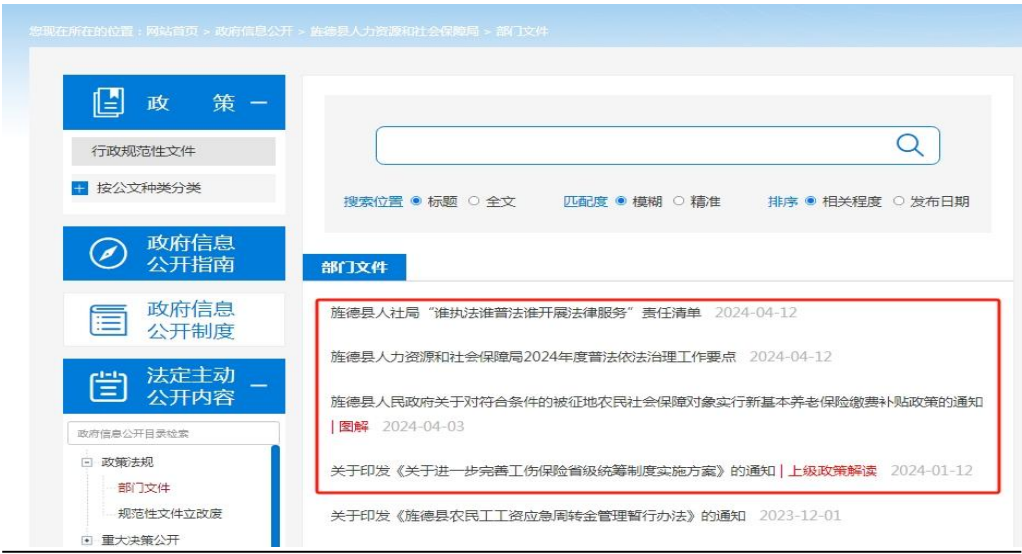 您现在所在的位置：网站首页 > 政府信息公开 > 旌德县人力资源和社会保障局 > 部门文件
政 策
行政规范性文件
按公文种类分类
政府信息
公开指南
政府信息
公开制度
法定主动
公开内容
政府信息公开目录检索
政策法规
部门文件
规范性文件立改废
重大决策公开
搜索位置 标题 全文 匹配度 模糊 精准 排序 相关程度 发布日期
部门文件
旌德县人社局“谁执法谁普法谁开展法律服务”责任清单 2024-04-12
旌德县人力资源和社会保障局2024年度普法依法治理工作要点 2024-04-12
旌德县人民政府关于对符合条件的被征地农民社会保障对象实行新基本养老保险缴费补贴政策的通知
| 图解 2024-04-03
关于印发《关于进一步完善工伤保险省级统筹制度实施方案》的通知 | 上级政策解读 2024-01-12
关于印发《旌德县农民工工资应急周转金管理暂行办法》的通知 2023-12-01